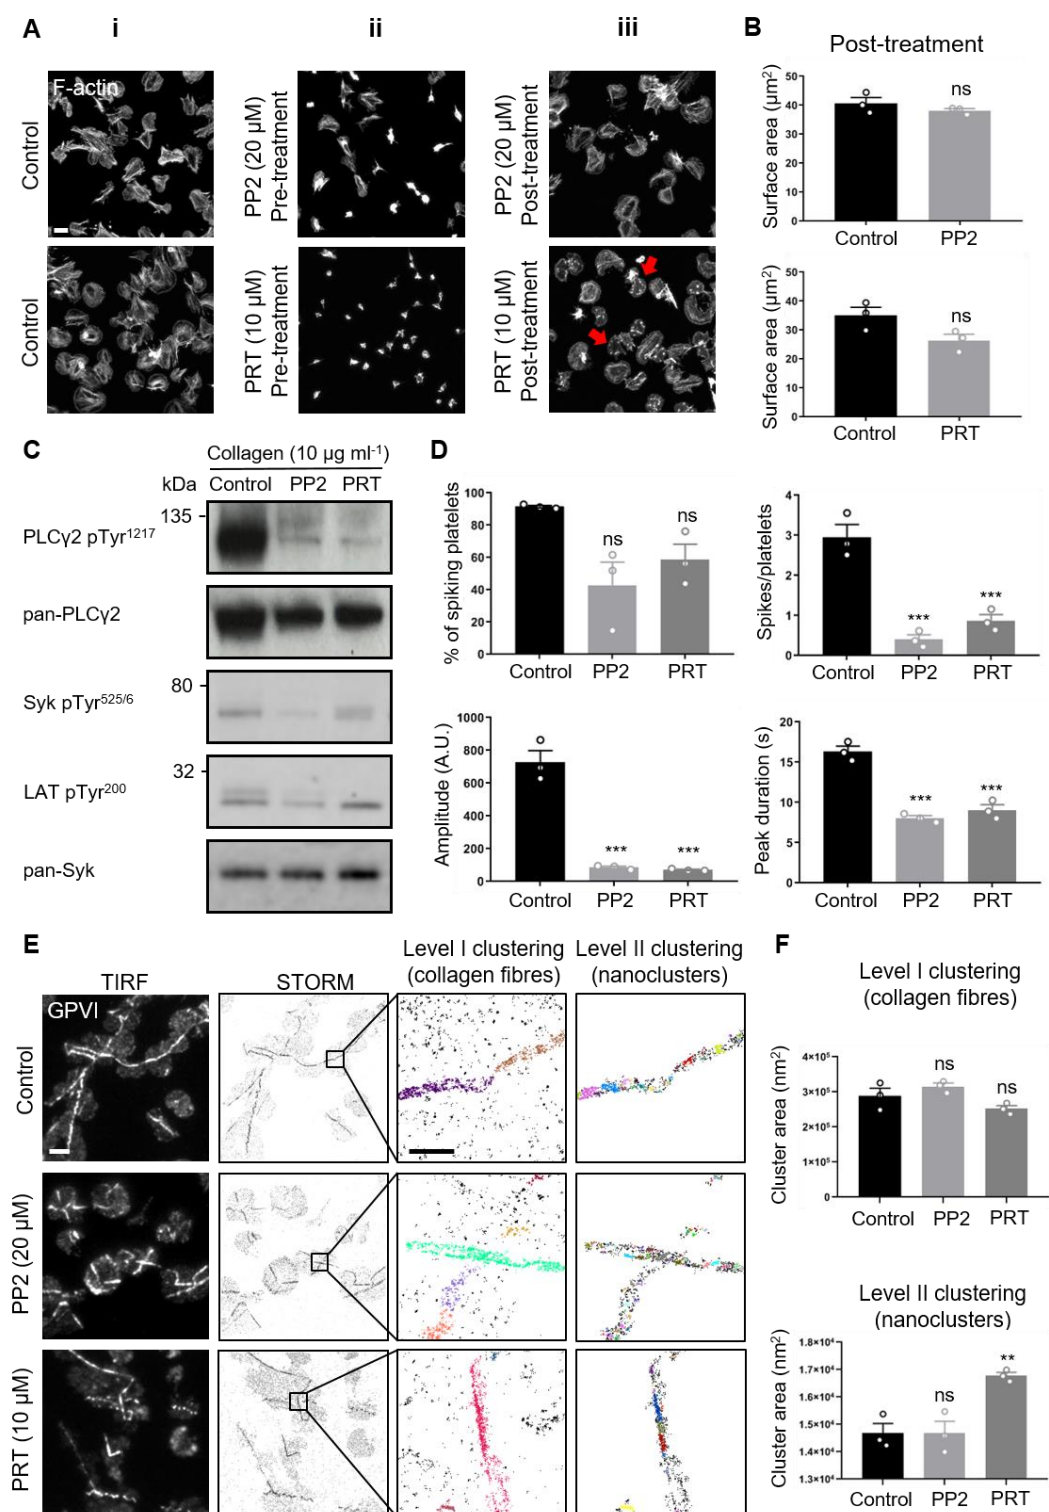 A
i
ii
iii
F-actin
Control
PP2 (20 µM)
Pre-treatment
PP2 (20 µM)
Post-treatment
Control
PRT (10 µM)
Pre-treatment
PRT (10 µM)
Post-treatment
B
Post-treatment
Surface area (µm²)
50
40
30
20
10
0
ns
Control PP2
Surface area (µm²)
50
40
30
20
10
0
ns
Control PRT
C
Collagen (10 µg ml⁻¹)
kDa Control PP2 PRT
135
PLCγ2 pTyr¹²¹⁷
pan-PLCγ2
80
Syk pTyr⁵²⁵/⁶
32
LAT pTyr²⁰⁰
pan-Syk
D
% of spiking platelets
100
80
60
40
20
0
ns
ns
Control PP2 PRT
Spikes/platelets
4
3
2
1
0
***
***
Control PP2 PRT
Amplitude (A.U.)
1000
800
600
400
200
0
***
***
Control PP2 PRT
Peak duration (s)
20
15
10
5
0
***
***
Control PP2 PRT
E
TIRF
STORM
Level I clustering
(collagen fibres)
Level II clustering
(nanoclusters)
GPVI
Control
PP2 (20 µM)
PRT (10 µM)
F
Level I clustering
(collagen fibres)
Cluster area (nm²)
4×10⁵
3×10⁵
2×10⁵
1×10⁵
0
ns
ns
Control PP2 PRT
Level II clustering
(nanoclusters)
Cluster area (nm²)
1.8×10⁴
1.7×10⁴
1.6×10⁴
1.5×10⁴
1.4×10⁴
1.3×10⁴
ns
**
Control PP2 PRT